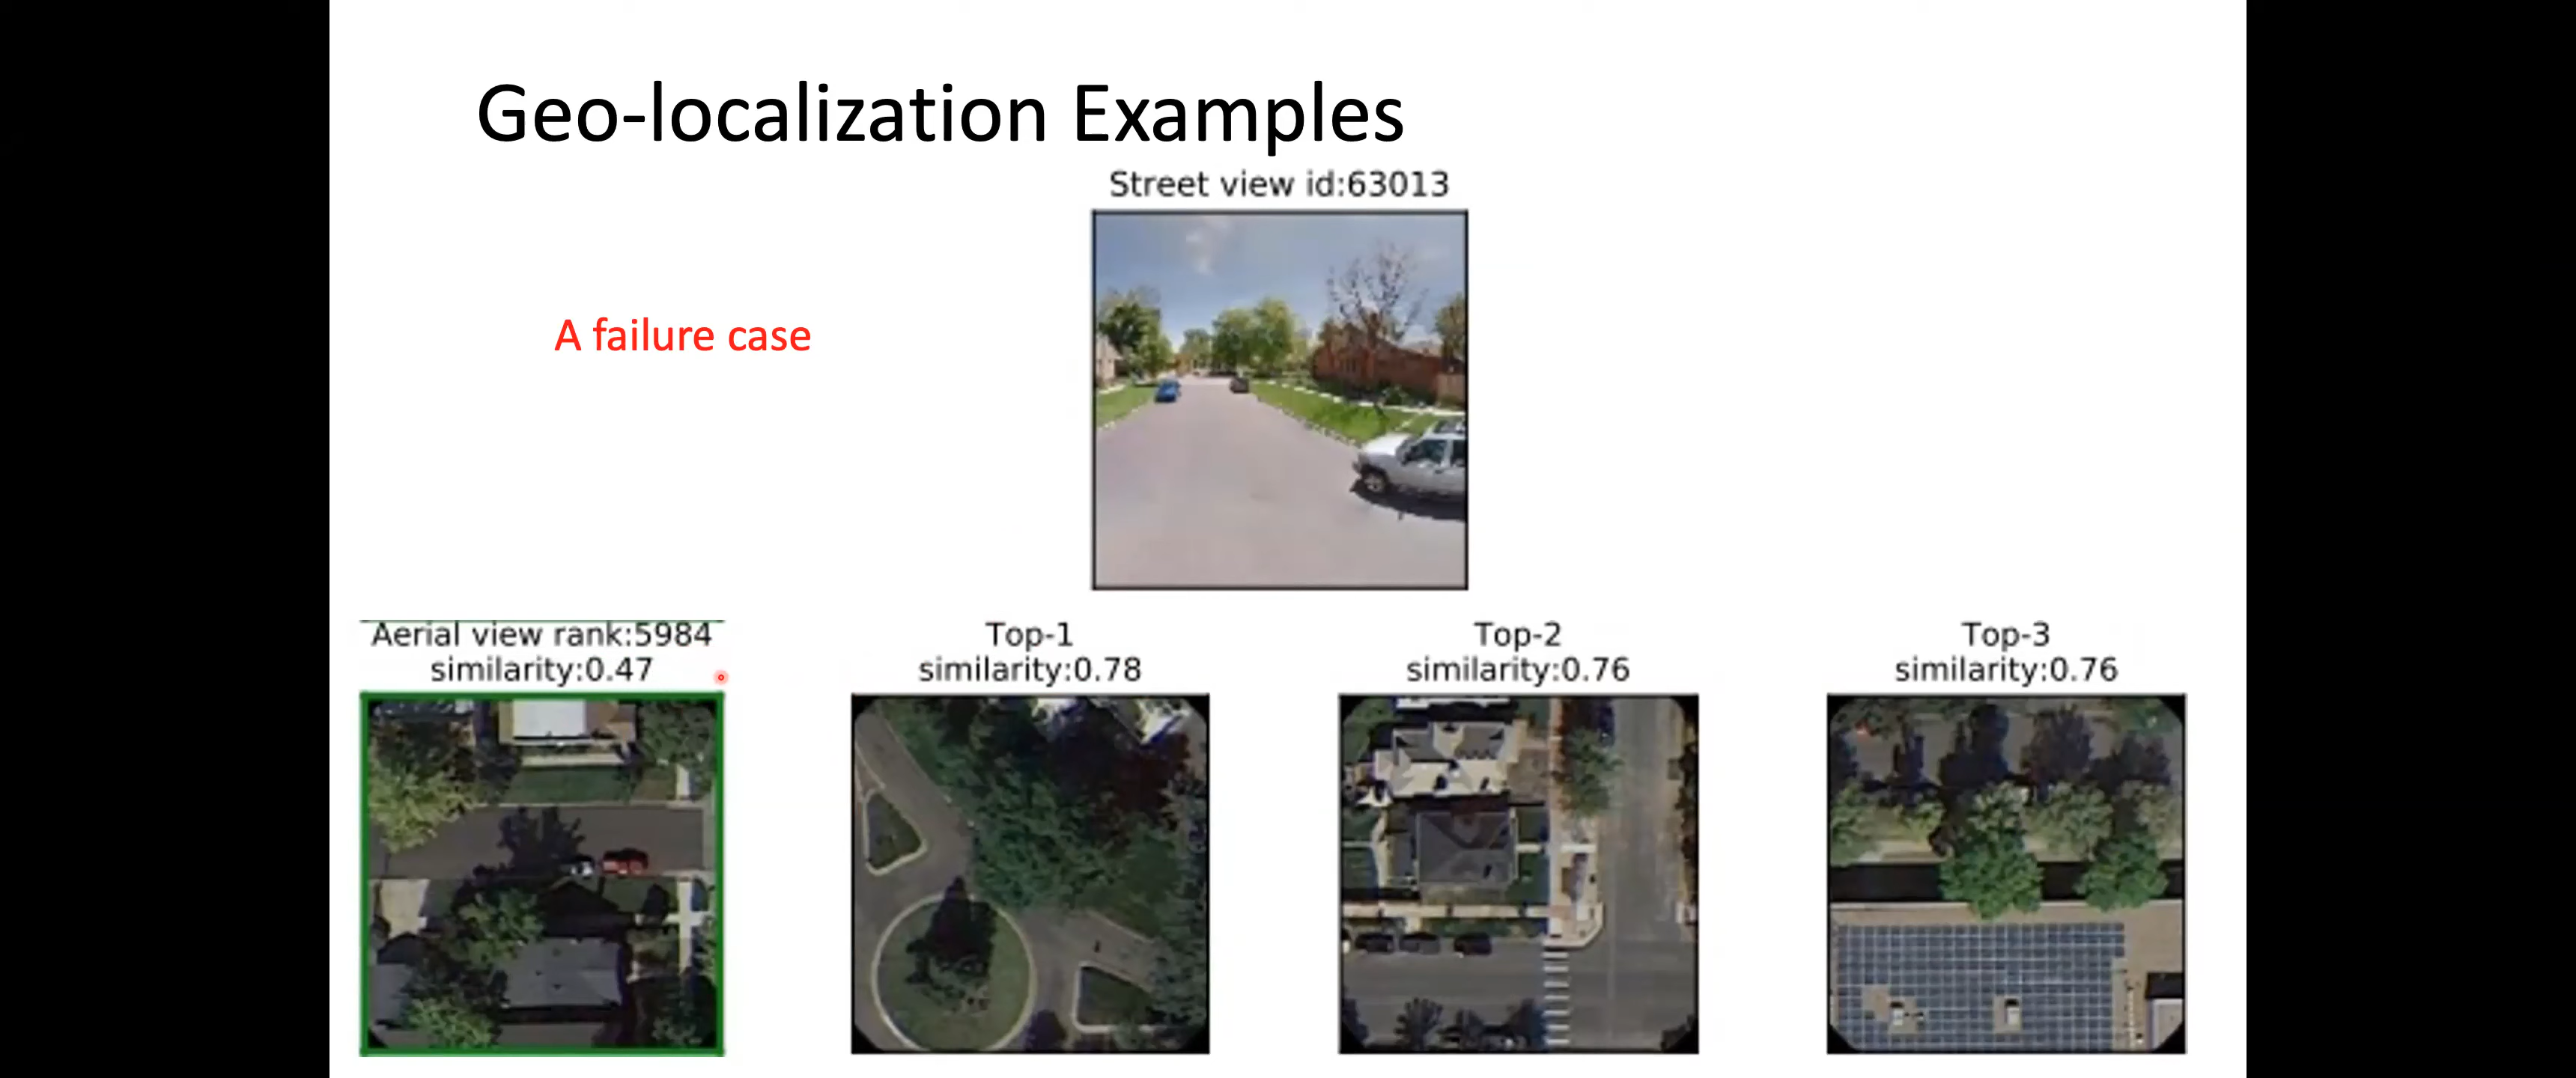 Geo-localization Examples
Street view id:63013
A failure case
Aerial view rank:5984
similarity:0.47
Top-1
similarity:0.78
Top-2
similarity:0.76
Top-3
similarity:0.76